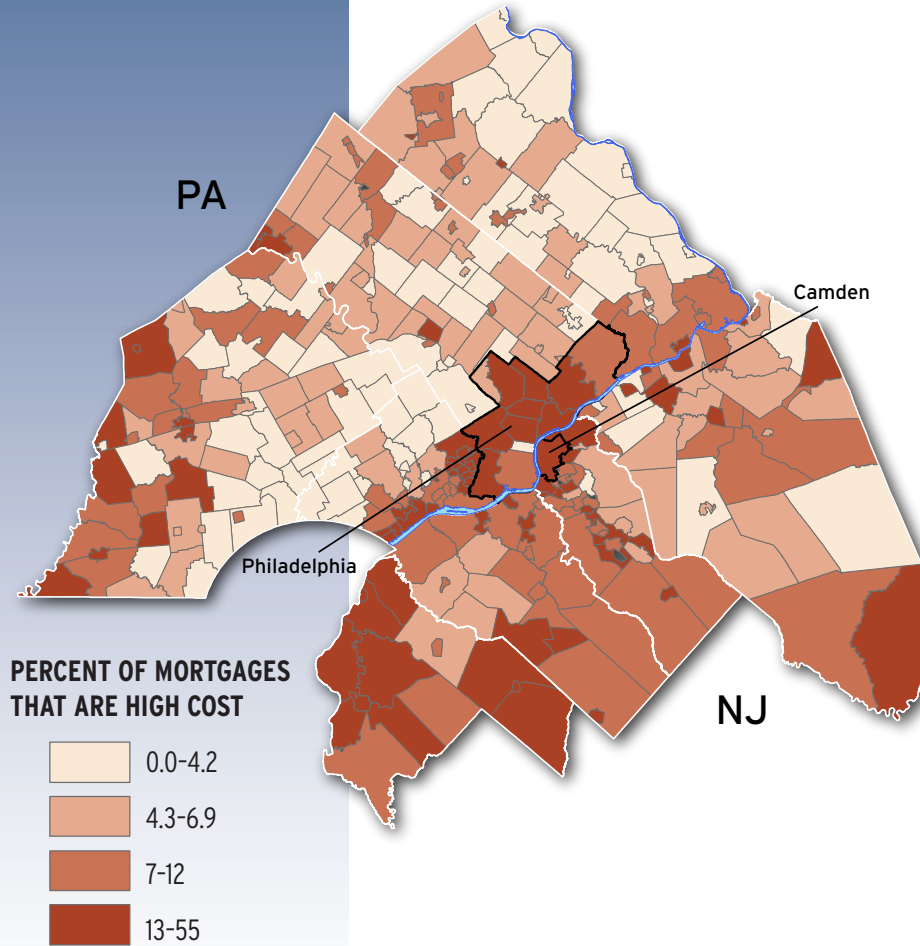 PA
Camden
Philadelphia
NJ
PERCENT OF MORTGAGES
THAT ARE HIGH COST
0.0–4.2
4.3–6.9
7–12
13–55